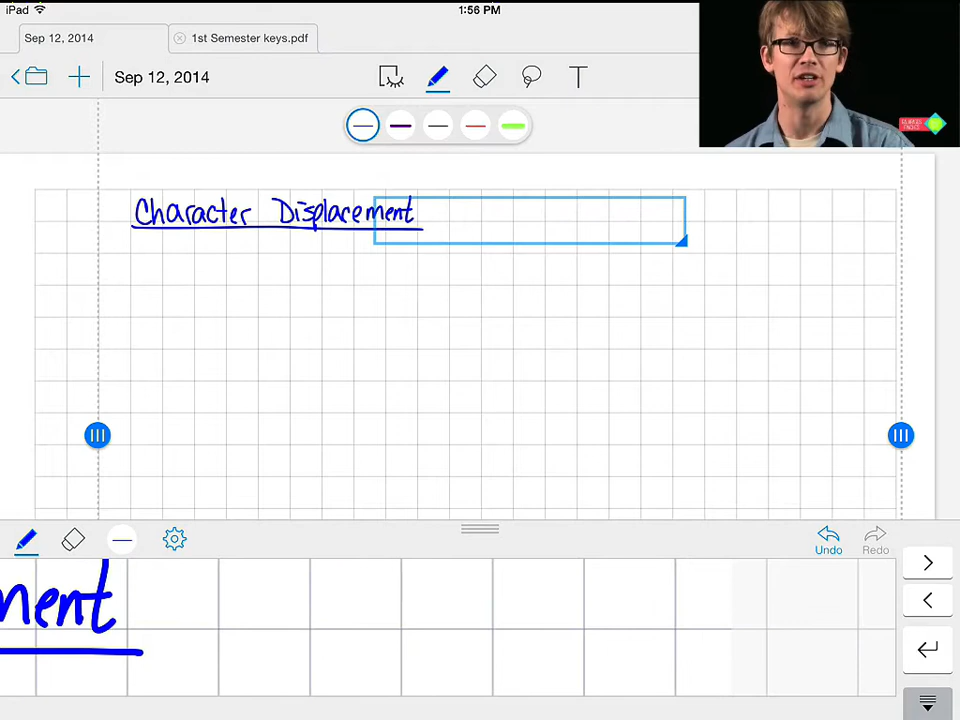 iPad 1:56 PM
Sep 12, 2014 1st Semester keys.pdf
Sep 12, 2014 T
Character Displacement
Undo Redo
ment